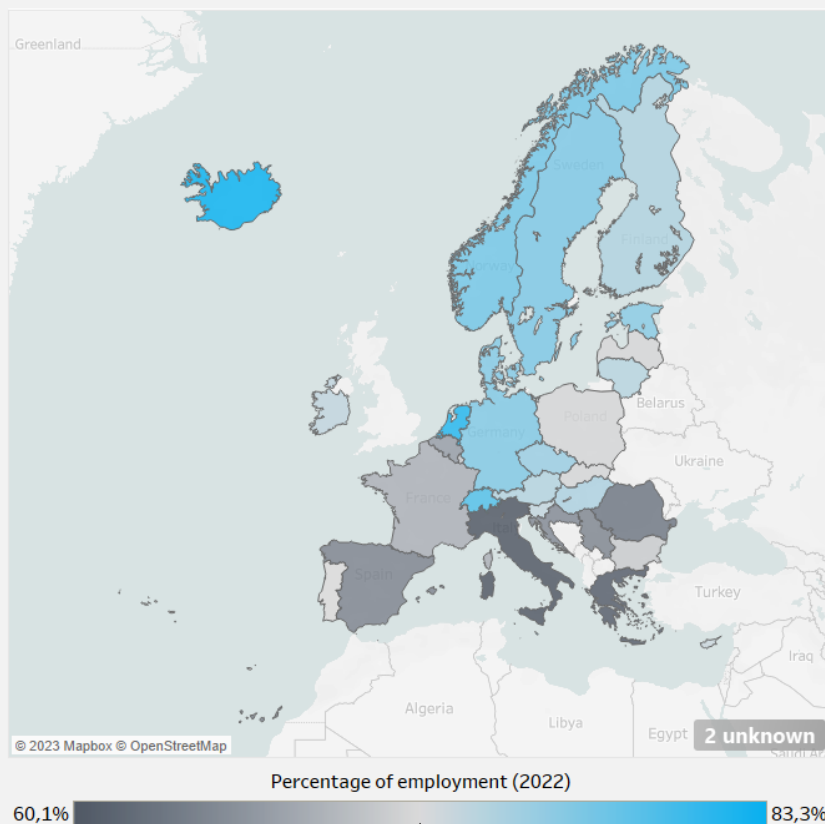 Greenland
Sweden
Finland
Norway
Belarus
Poland
Germany
Ukraine
France
Italy
Spain
Turkey
Iraq
Algeria
Libya
Egypt
2 unknown
© 2023 Mapbox © OpenStreetMap
Percentage of employment (2022)
60,1%
83,3%